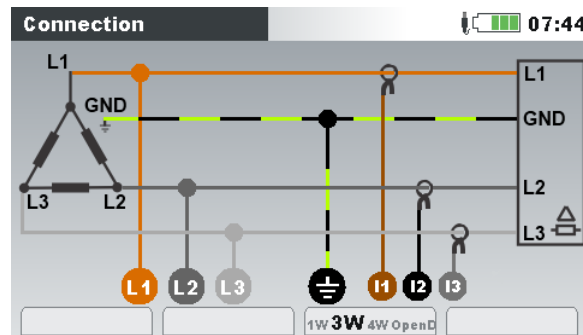 Connection 07:44
L1 L1
GND GND
L3 L2 L2
L3
L1 L2 L3 I1 I2 I3
1W 3W 4W OpenD